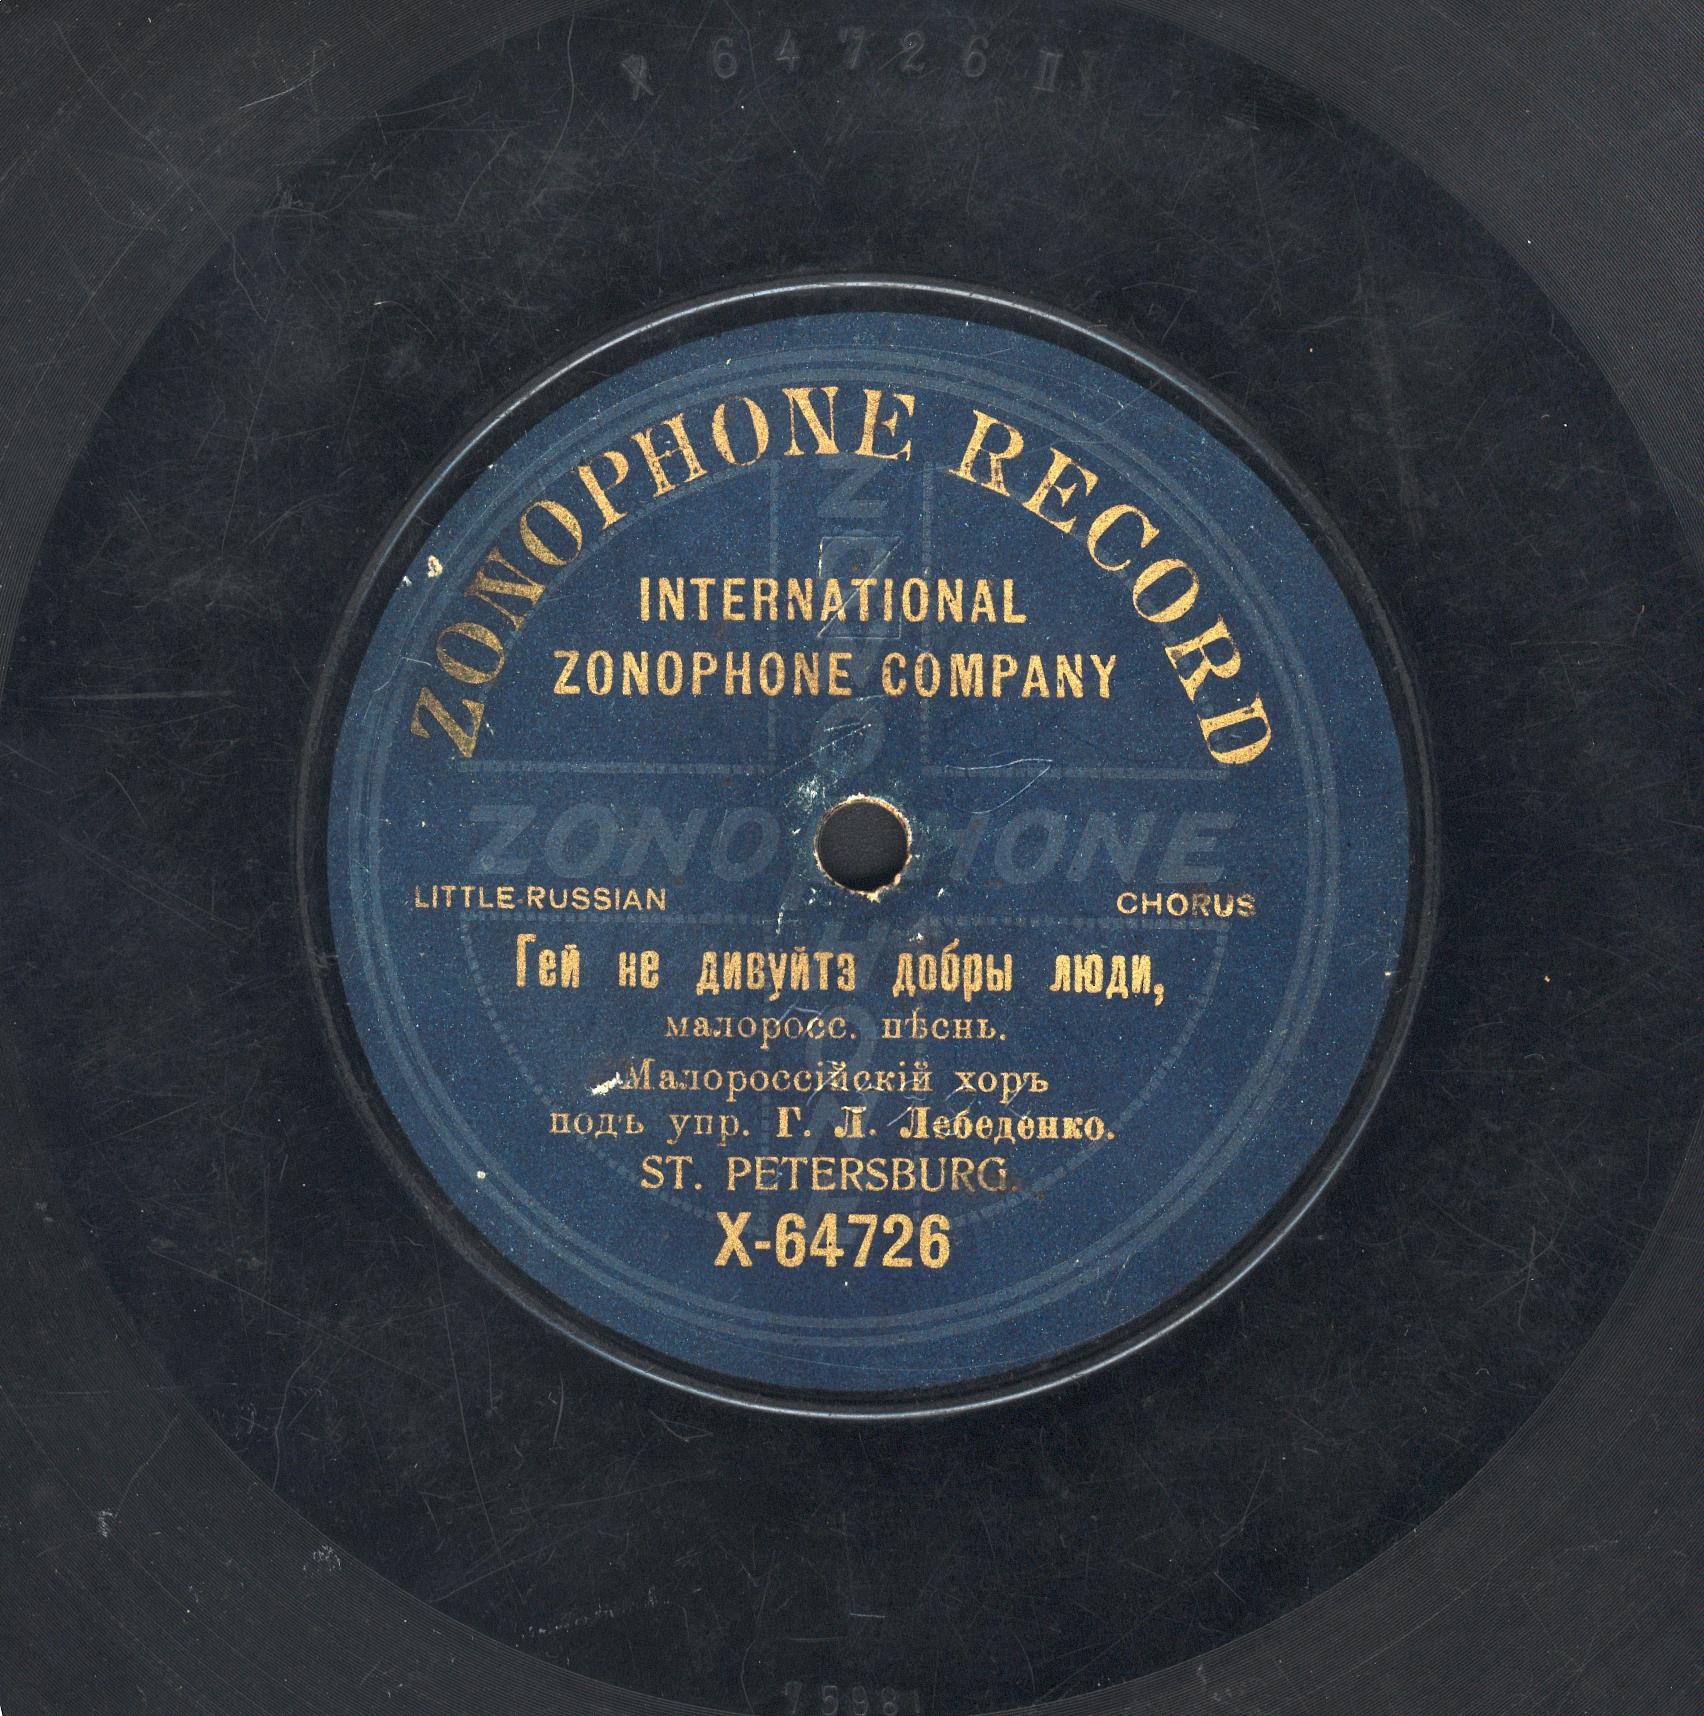 X 64726 II
ZONOPHONE RECORD
INTERNATIONAL
ZONOPHONE COMPANY
ZONOPHONE
ZONOPHONE
LITTLE-RUSSIAN CHORUS
Гей не дивуйтэ добры люди,
малоросс. пѣснь.
Малороссійскій хоръ
подъ упр. Г. Л. Лебеденко.
ST. PETERSBURG.
X-64726